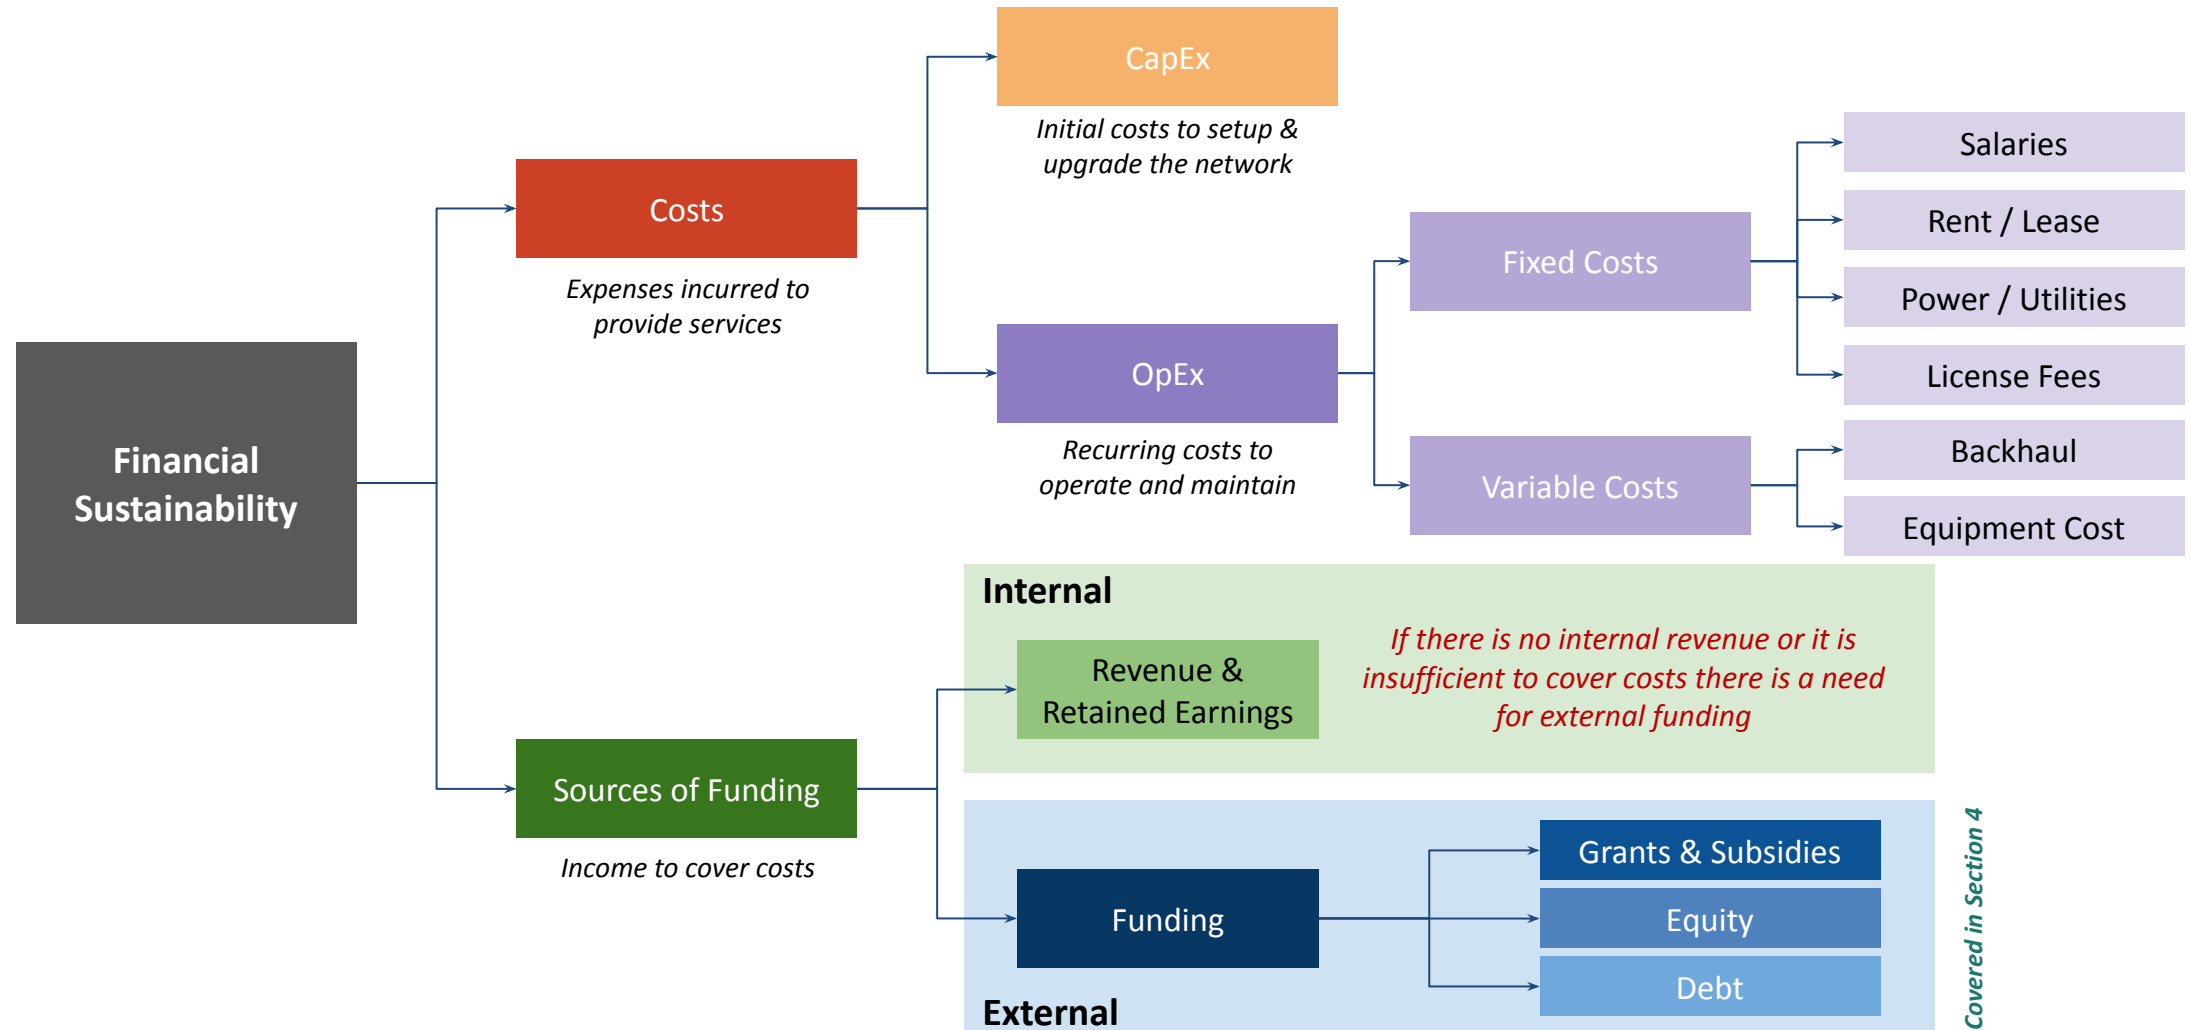 Financial
Sustainability
Costs
Expenses incurred to
provide services
CapEx
Initial costs to setup &
upgrade the network
OpEx
Recurring costs to
operate and maintain
Fixed Costs
Salaries
Rent / Lease
Power / Utilities
License Fees
Variable Costs
Backhaul
Equipment Cost
Sources of Funding
Income to cover costs
Internal
Revenue &
Retained Earnings
If there is no internal revenue or it is
insufficient to cover costs there is a need
for external funding
Funding
Grants & Subsidies
Equity
Debt
External
Covered in Section 4